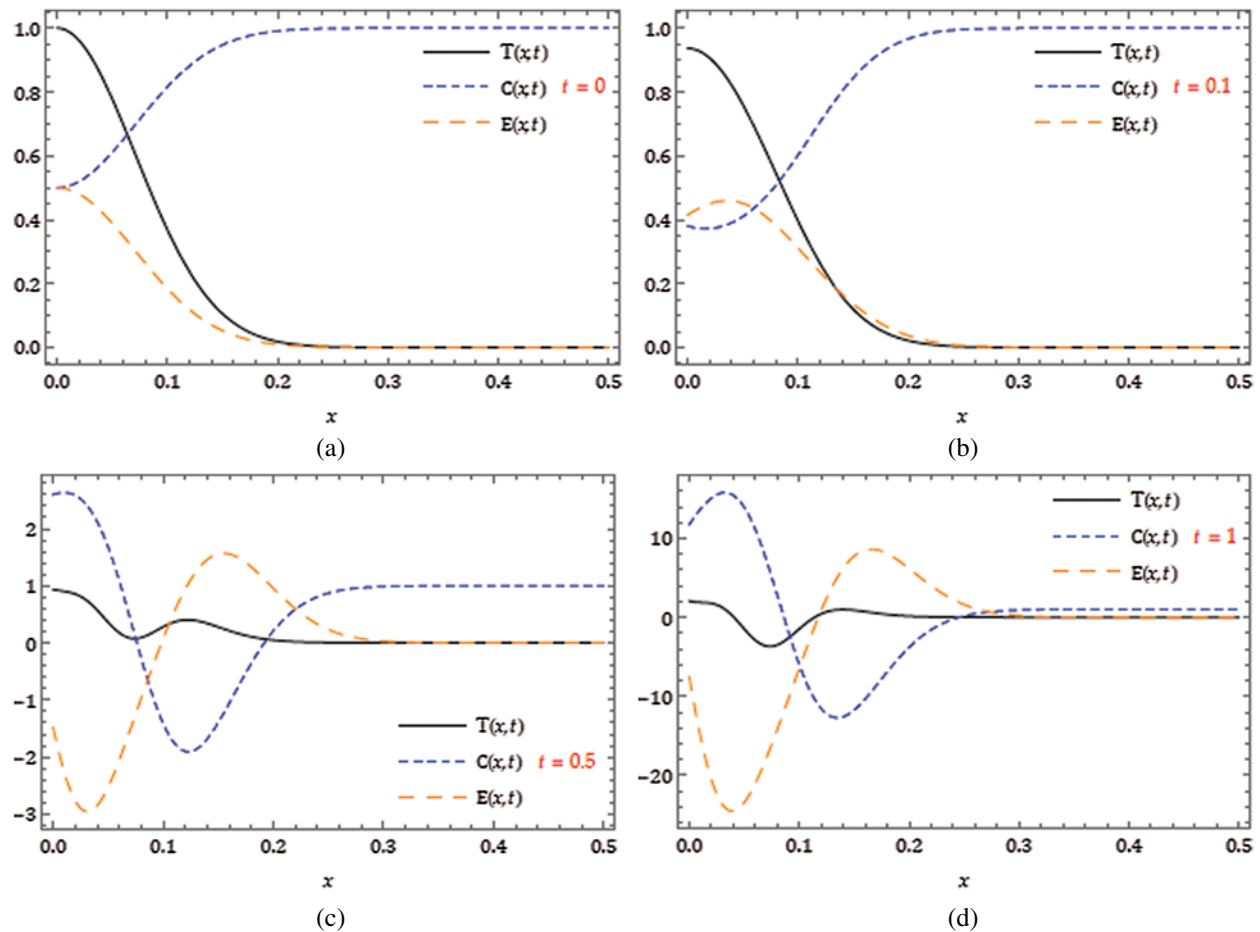 1.0
0.8
0.6
0.4
0.2
0.0
T(x,t)
C(x,t) t = 0
E(x,t)
0.0 0.1 0.2 0.3 0.4 0.5
x
(a)
1.0
0.8
0.6
0.4
0.2
0.0
T(x,t)
C(x,t) t = 0.1
E(x,t)
0.0 0.1 0.2 0.3 0.4 0.5
x
(b)
2
1
0
−1
−2
−3
T(x,t)
C(x,t) t = 0.5
E(x,t)
0.0 0.1 0.2 0.3 0.4 0.5
x
(c)
10
0
−10
−20
T(x,t)
C(x,t) t = 1
E(x,t)
0.0 0.1 0.2 0.3 0.4 0.5
x
(d)